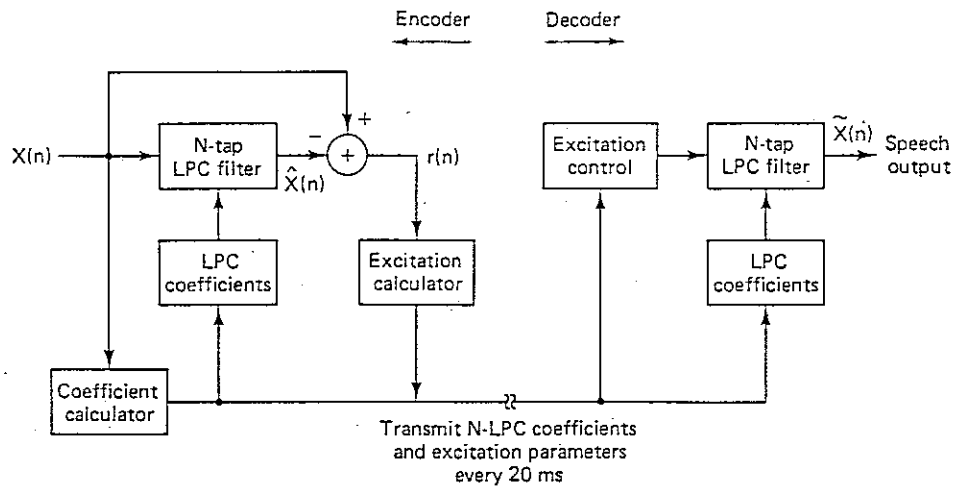 Encoder
Decoder
+
−
+
X(n)
N-tap
LPC filter
X̂(n)
r(n)
Excitation
control
N-tap
LPC filter
X̃(n)
Speech
output
LPC
coefficients
Excitation
calculator
LPC
coefficients
Coefficient
calculator
Transmit N-LPC coefficients
and excitation parameters
every 20 ms